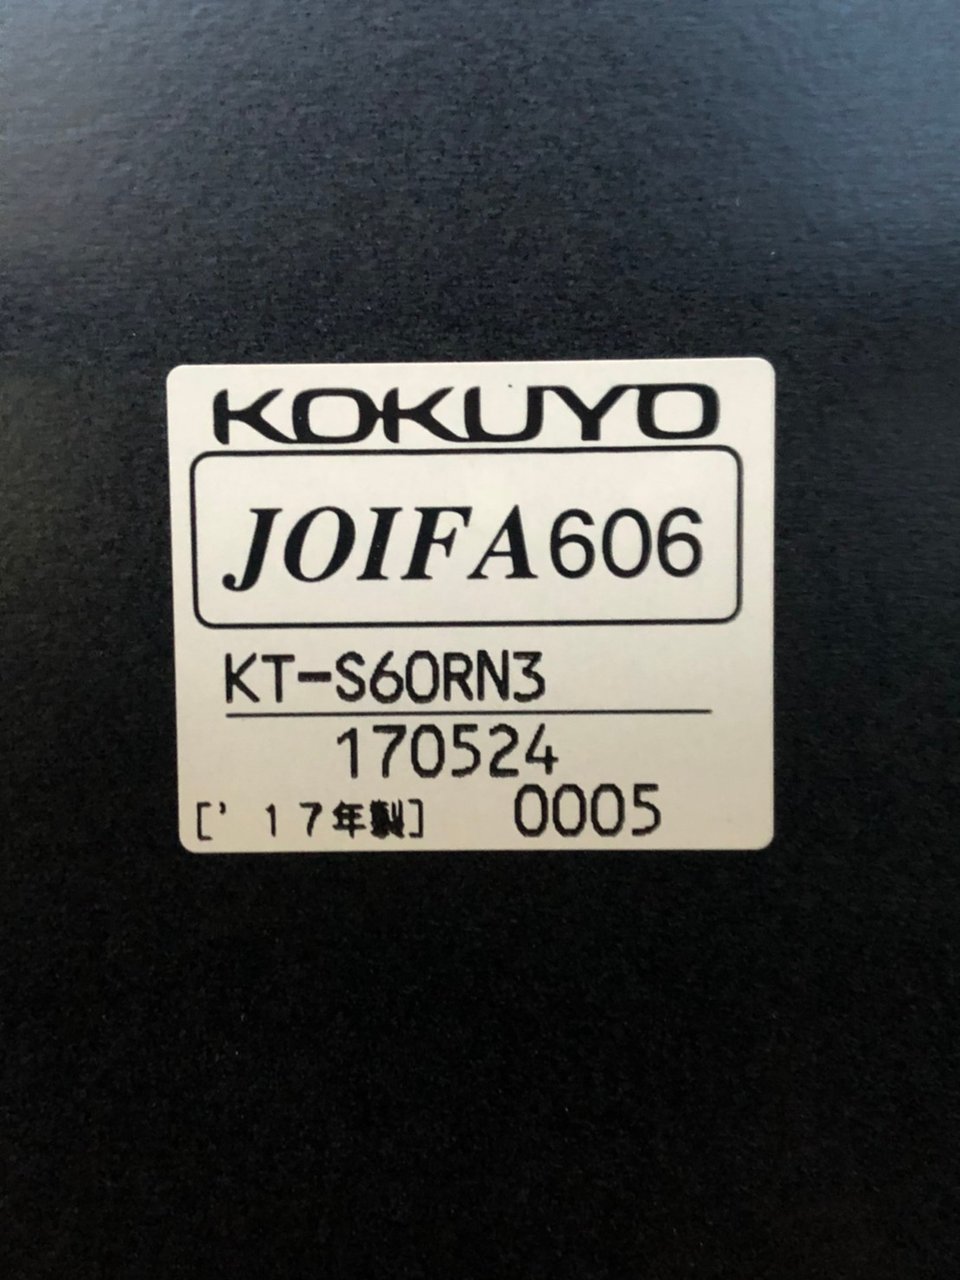 KOKUYO
JOIFA606
KT-S60RN3
170524
[’１７年製] 0005